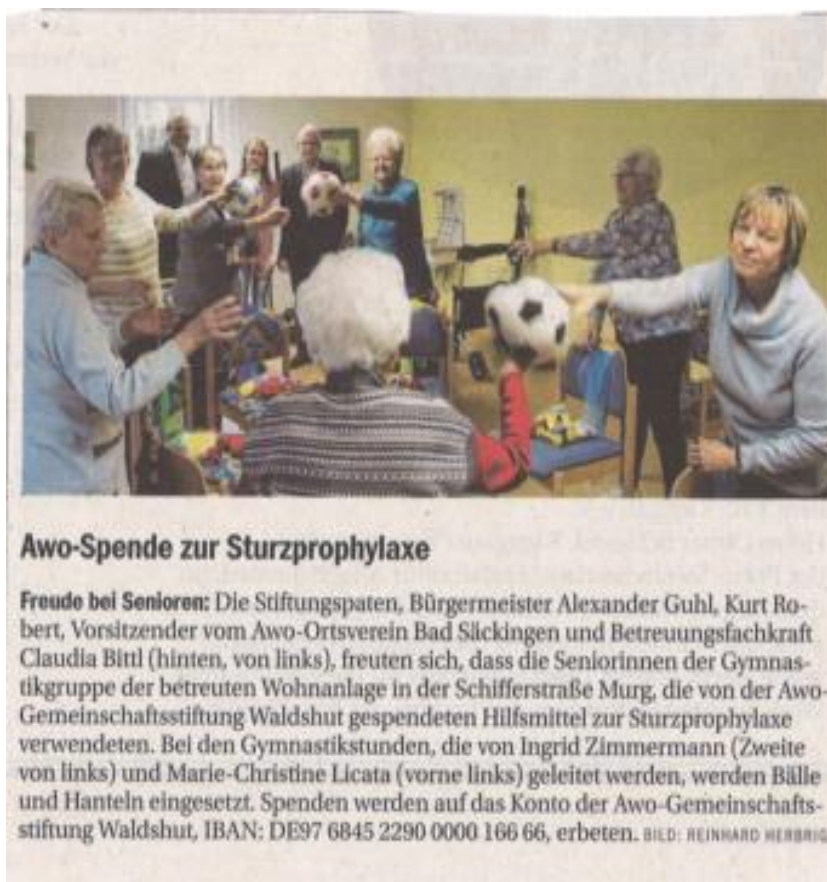 Awo-Spende zur Sturzprophylaxe
Freude bei Senioren: Die Stiftungspaten, Bürgermeister Alexander Guhl, Kurt Ro-
bert, Vorsitzender vom Awo-Ortsverein Bad Säckingen und Betreuungsfachkraft
Claudia Bittl (hinten, von links), freuten sich, dass die Seniorinnen der Gymnas-
tikgruppe der betreuten Wohnanlage in der Schifferstraße Murg, die von der Awo-
Gemeinschaftsstiftung Waldshut gespendeten Hilfsmittel zur Sturzprophylaxe
verwendeten. Bei den Gymnastikstunden, die von Ingrid Zimmermann (Zweite
von links) und Marie-Christine Licata (vorne links) geleitet werden, werden Bälle
und Hanteln eingesetzt. Spenden werden auf das Konto der Awo-Gemeinschafts-
stiftung Waldshut, IBAN: DE97 6845 2290 0000 166 66, erbeten. BILD: REINHARD HERBRIG